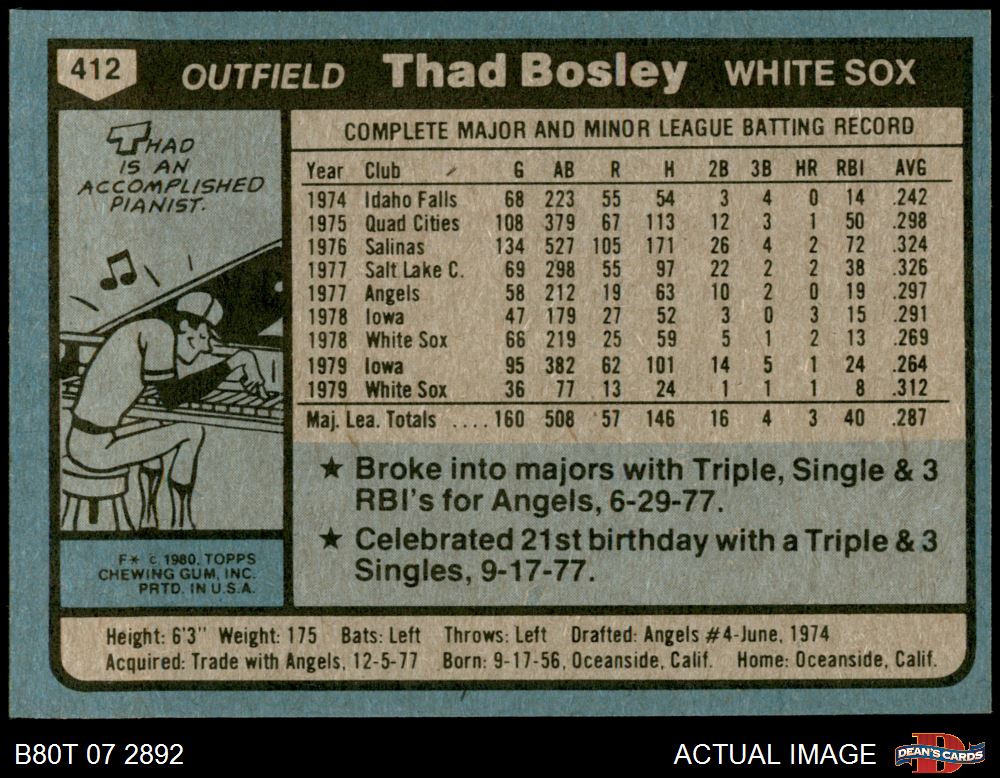 412 OUTFIELD Thad Bosley WHITE SOX
THAD
IS AN
ACCOMPLISHED
PIANIST.
COMPLETE MAJOR AND MINOR LEAGUE BATTING RECORD
Year Club G AB R H 2B 3B HR RBI AVG
1974 Idaho Falls 68 223 55 54 3 4 0 14 .242
1975 Quad Cities 108 379 67 113 12 3 1 50 .298
1976 Salinas 134 527 105 171 26 4 2 72 .324
1977 Salt Lake C. 69 298 55 97 22 2 2 38 .326
1977 Angels 58 212 19 63 10 2 0 19 .297
1978 Iowa 47 179 27 52 3 0 3 15 .291
1978 White Sox 66 219 25 59 5 1 2 13 .269
1979 Iowa 95 382 62 101 14 5 1 24 .264
1979 White Sox 36 77 13 24 1 1 1 8 .312
Maj. Lea. Totals .... 160 508 57 146 16 4 3 40 .287
★ Broke into majors with Triple, Single & 3
RBI's for Angels, 6-29-77.
★ Celebrated 21st birthday with a Triple & 3
Singles, 9-17-77.
F* © 1980 TOPPS
CHEWING GUM, INC.
PRTD. IN U.S.A.
Height: 6'3" Weight: 175 Bats: Left Throws: Left Drafted: Angels #4-June, 1974
Acquired: Trade with Angels, 12-5-77 Born: 9-17-56, Oceanside, Calif. Home: Oceanside, Calif.
B80T 07 2892 ACTUAL IMAGE DEAN'S CARDS